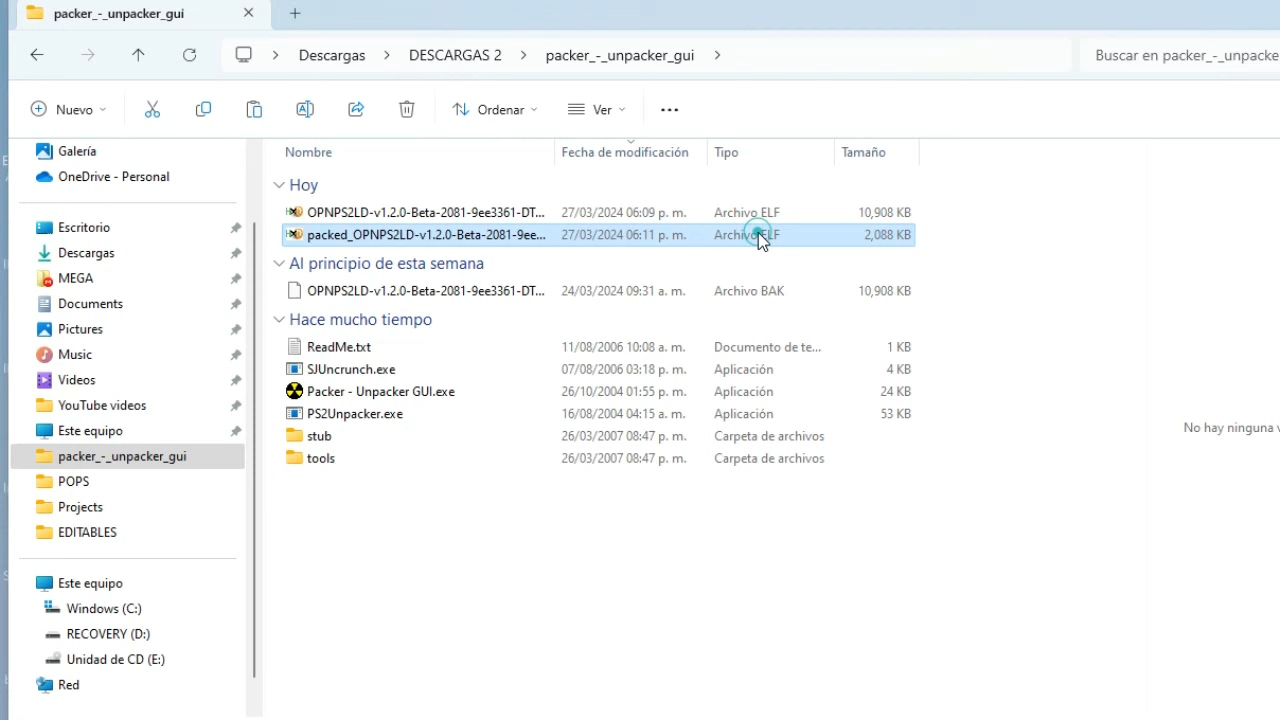 packer_-_unpacker_gui
Descargas > DESCARGAS 2 > packer_-_unpacker_gui >
Buscar en packer_-_unpacke
Nuevo
Ordenar
Ver
Galería
OneDrive - Personal
Escritorio
Descargas
MEGA
Documents
Pictures
Music
Videos
YouTube videos
Este equipo
packer_-_unpacker_gui
POPS
Projects
EDITABLES
Este equipo
Windows (C:)
RECOVERY (D:)
Unidad de CD (E:)
Red
Nombre Fecha de modificación Tipo Tamaño
Hoy
OPNPS2LD-v1.2.0-Beta-2081-9ee3361-DT... 27/03/2024 06:09 p. m. Archivo ELF 10,908 KB
packed_OPNPS2LD-v1.2.0-Beta-2081-9ee... 27/03/2024 06:11 p. m. Archivo ELF 2,088 KB
Al principio de esta semana
OPNPS2LD-v1.2.0-Beta-2081-9ee3361-DT... 24/03/2024 09:31 a. m. Archivo BAK 10,908 KB
Hace mucho tiempo
ReadMe.txt 11/08/2006 10:08 a. m. Documento de te... 1 KB
SJUncrunch.exe 07/08/2006 03:18 p. m. Aplicación 4 KB
Packer - Unpacker GUI.exe 26/10/2004 01:55 p. m. Aplicación 24 KB
PS2Unpacker.exe 16/08/2004 04:15 a. m. Aplicación 53 KB
stub 26/03/2007 08:47 p. m. Carpeta de archivos
tools 26/03/2007 08:47 p. m. Carpeta de archivos
No hay ninguna